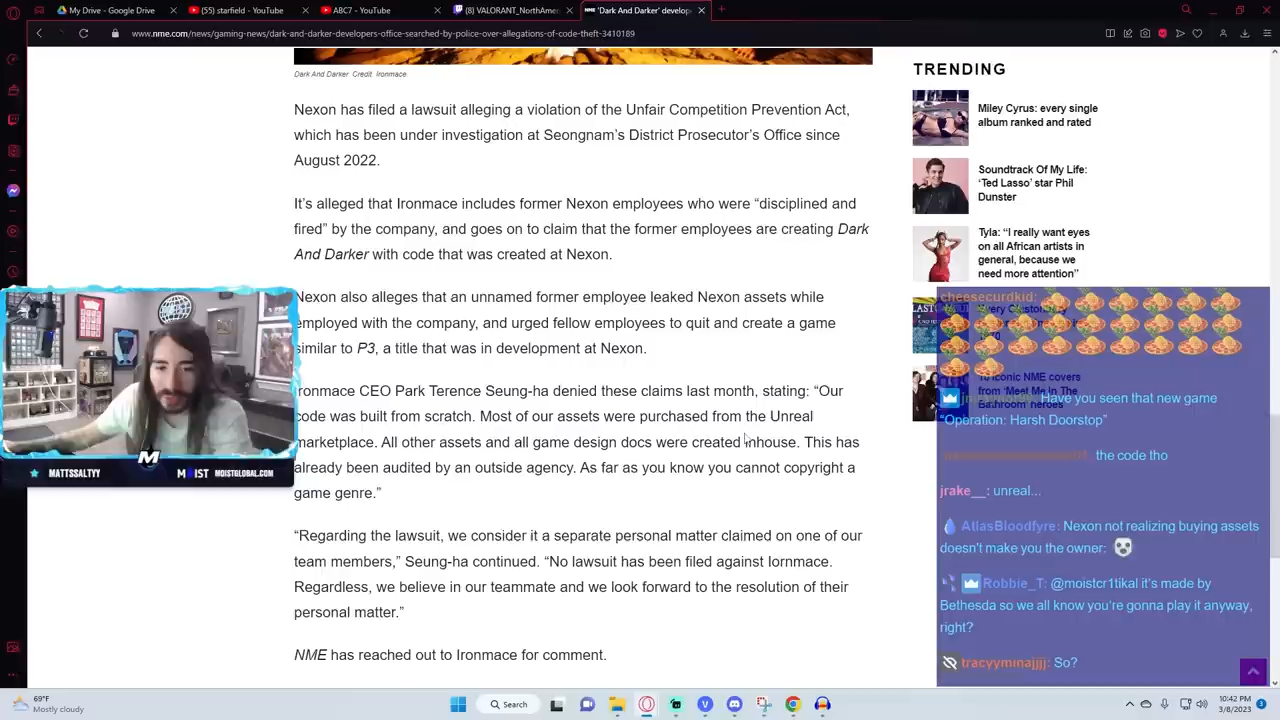 My Drive - Google Drive
(55) starfield - YouTube
ABC7 - YouTube
VALORANT_NorthAmer
'Dark And Darker' develop
www.nme.com/news/gaming-news/dark-and-darker-developers-office-searched-by-police-over-allegations-of-code-theft-3410189
Dark And Darker. Credit: Ironmace.
Nexon has filed a lawsuit alleging a violation of the Unfair Competition Prevention Act,
which has been under investigation at Seongnam's District Prosecutor's Office since
August 2022.
It's alleged that Ironmace includes former Nexon employees who were “disciplined and
fired” by the company, and goes on to claim that the former employees are creating Dark
And Darker with code that was created at Nexon.
Nexon also alleges that an unnamed former employee leaked Nexon assets while
employed with the company, and urged fellow employees to quit and create a game
similar to P3, a title that was in development at Nexon.
Ironmace CEO Park Terence Seung-ha denied these claims last month, stating: “Our
code was built from scratch. Most of our assets were purchased from the Unreal
marketplace. All other assets and all game design docs were created inhouse. This has
already been audited by an outside agency. As far as you know you cannot copyright a
game genre.”
“Regarding the lawsuit, we consider it a separate personal matter claimed on one of our
team members,” Seung-ha continued. “No lawsuit has been filed against Iornmace.
Regardless, we believe in our teammate and we look forward to the resolution of their
personal matter.”
NME has reached out to Ironmace for comment.
MATTSSALTYY
M
MOIST MOISTGLOBAL.COM
TRENDING
Miley Cyrus: every single
album ranked and rated
Soundtrack Of My Life:
‘Ted Lasso’ star Phil
Dunster
Tyla: “I really want eyes
on all African artists in
general, because we
need more attention”
10 iconic NME covers
from ‘Meet Me in The
Bathroom’ heroes
cheesecurdkid:
Have you seen that new game
“Operation: Harsh Doorstop”
the code tho
jrake__: unreal...
AtlasBloodfyre: Nexon not realizing buying assets
doesn't make you the owner:
Robbie_T: @moistcr1tikal it's made by
Bethesda so we all know you're gonna play it anyway,
right?
tracyyminajjjj: So?
69°F
Mostly cloudy
Search
10:42 PM
3/8/2023